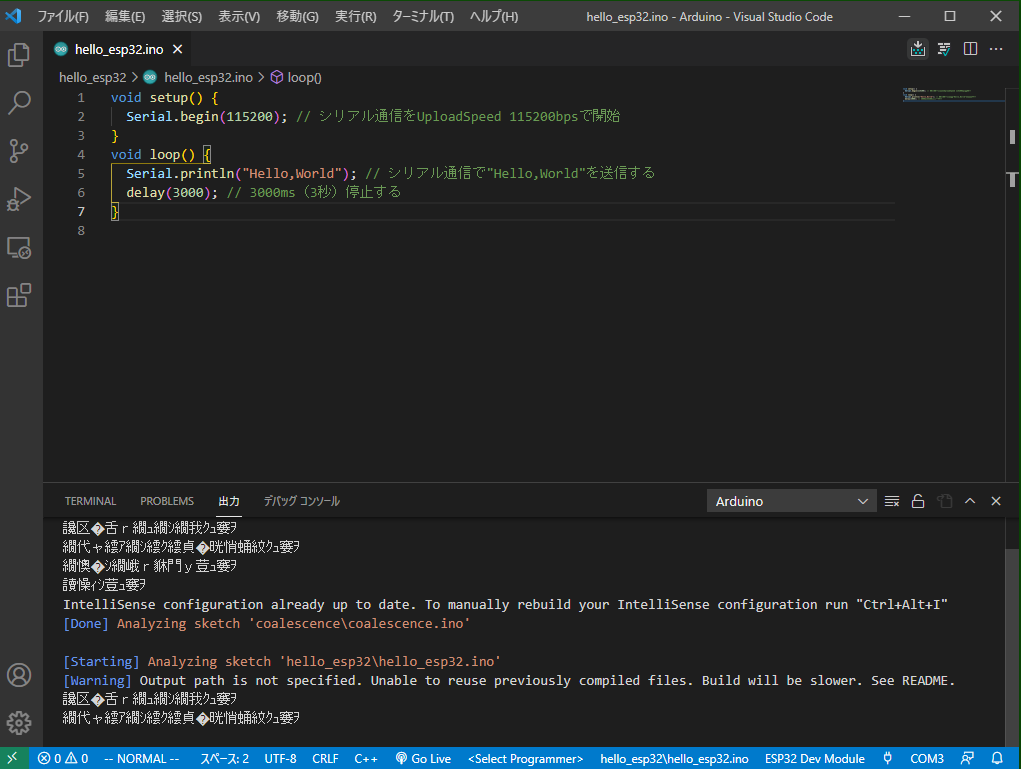 ファイル(F) 編集(E) 選択(S) 表示(V) 移動(G) 実行(R) ターミナル(T) ヘルプ(H) hello_esp32.ino - Arduino - Visual Studio Code
hello_esp32.ino
hello_esp32 > hello_esp32.ino > loop()
1 void setup() {
2 Serial.begin(115200); // シリアル通信をUploadSpeed 115200bpsで開始
3 }
4 void loop() {
5 Serial.println("Hello,World"); // シリアル通信で"Hello,World"を送信する
6 delay(3000); // 3000ms（3秒）停止する
7 }
8
TERMINAL PROBLEMS 出力 デバッグ コンソール Arduino
IntelliSense configuration already up to date. To manually rebuild your IntelliSense configuration run "Ctrl+Alt+I"
[Done] Analyzing sketch 'coalescence\coalescence.ino'
[Starting] Analyzing sketch 'hello_esp32\hello_esp32.ino'
[Warning] Output path is not specified. Unable to reuse previously compiled files. Build will be slower. See README.
0 0 -- NORMAL -- スペース: 2 UTF-8 CRLF C++ Go Live <Select Programmer> hello_esp32\hello_esp32.ino ESP32 Dev Module COM3